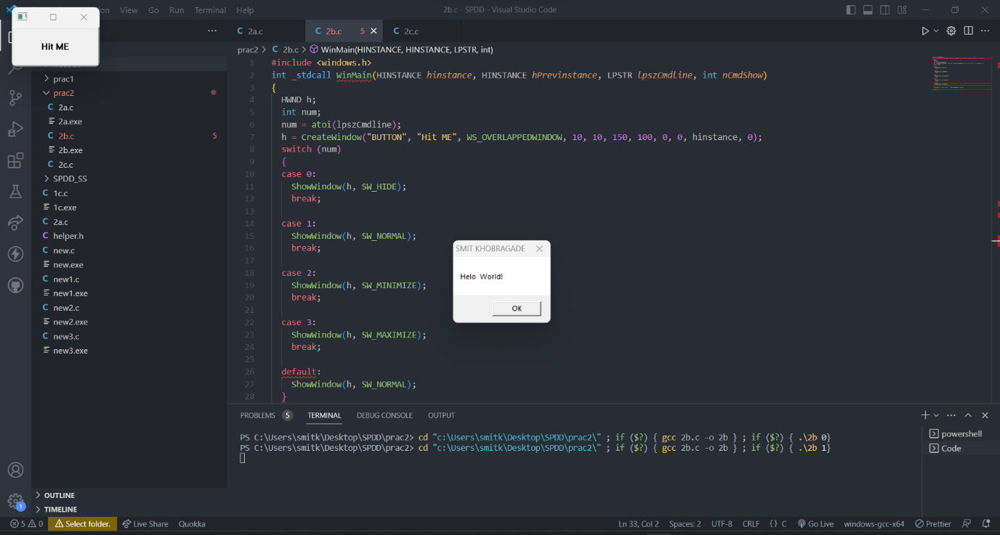 View Go Run Terminal Help
2b.c - SPDD - Visual Studio Code
Hit ME
2a.c
2b.c 5
2c.c
prac2 > 2b.c > WinMain(HINSTANCE, HINSTANCE, LPSTR, int)
prac1
prac2
2a.c
2a.exe
2b.c 5
2b.exe
2c.c
SPDD_SS
1c.c
1c.exe
2a.c
helper.h
new.c
new.exe
new1.c
new1.exe
new2.c
new2.exe
new3.c
new3.exe
OUTLINE
TIMELINE
1 #include <windows.h>
2 int _stdcall WinMain(HINSTANCE hinstance, HINSTANCE hPrevinstance, LPSTR lpszCmdline, int nCmdShow)
3 {
4 HWND h;
5 int num;
6 num = atoi(lpszCmdline);
7 h = CreateWindow("BUTTON", "Hit ME", WS_OVERLAPPEDWINDOW, 10, 10, 150, 100, 0, 0, hinstance, 0);
8 switch (num)
9 {
10 case 0:
11 ShowWindow(h, SW_HIDE);
12 break;
13
14 case 1:
15 ShowWindow(h, SW_NORMAL);
16 break;
17
18 case 2:
19 ShowWindow(h, SW_MINIMIZE);
20 break;
21
22 case 3:
23 ShowWindow(h, SW_MAXIMIZE);
24 break;
25
26 default:
27 ShowWindow(h, SW_NORMAL);
28 }
SMIT KHOBRAGADE
Helo World!
OK
PROBLEMS 5 TERMINAL DEBUG CONSOLE OUTPUT
PS C:\Users\smitk\Desktop\SPDD\prac2> cd "c:\Users\smitk\Desktop\SPDD\prac2\" ; if ($?) { gcc 2b.c -o 2b } ; if ($?) { .\2b 0}
PS C:\Users\smitk\Desktop\SPDD\prac2> cd "c:\Users\smitk\Desktop\SPDD\prac2\" ; if ($?) { gcc 2b.c -o 2b } ; if ($?) { .\2b 1}
powershell
Code
1
5 0 Select folder. Live Share Quokka Ln 33, Col 2 Spaces: 2 UTF-8 CRLF {} C Go Live windows-gcc-x64 Prettier